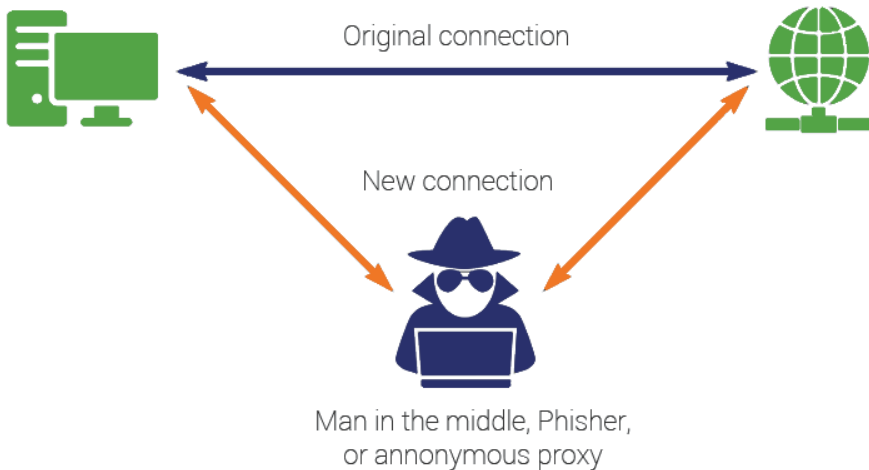 Original connection
New connection
Man in the middle, Phisher,
or annonymous proxy